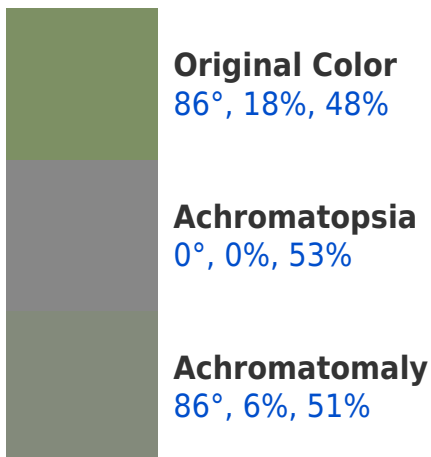 Original Color
86°, 18%, 48%
Achromatopsia
0°, 0%, 53%
Achromatomaly
86°, 6%, 51%